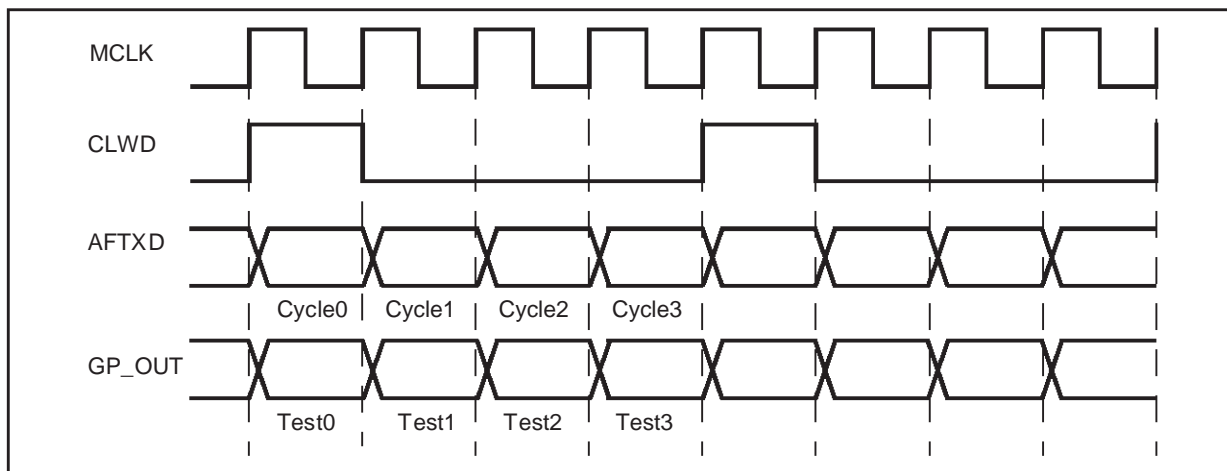 MCLK
CLWD
AFTXD
Cycle0 Cycle1 Cycle2 Cycle3
GP_OUT
Test0 Test1 Test2 Test3